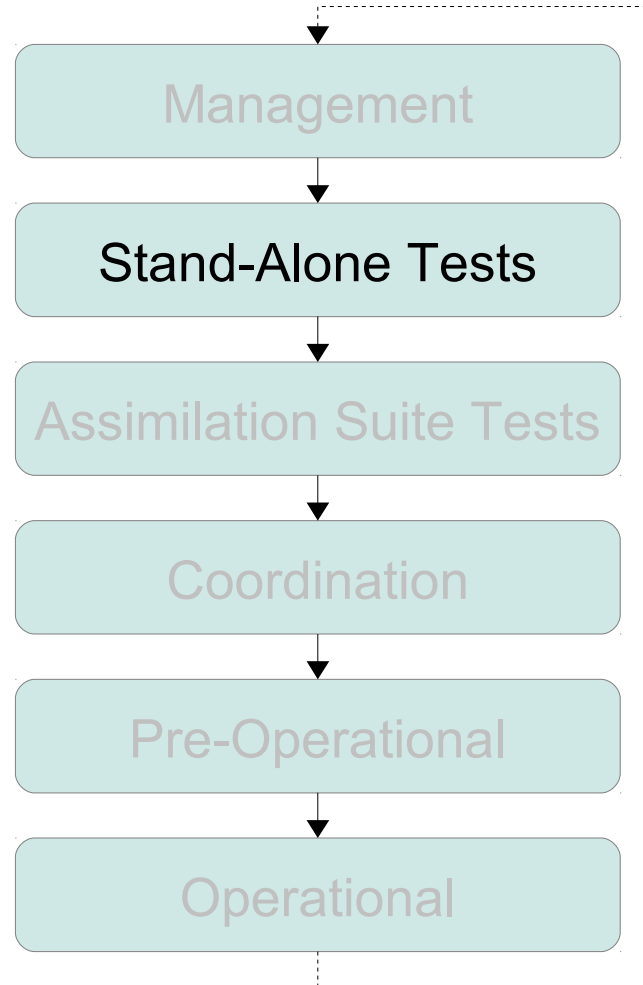 Management
Stand-Alone Tests
Assimilation Suite Tests
Coordination
Pre-Operational
Operational